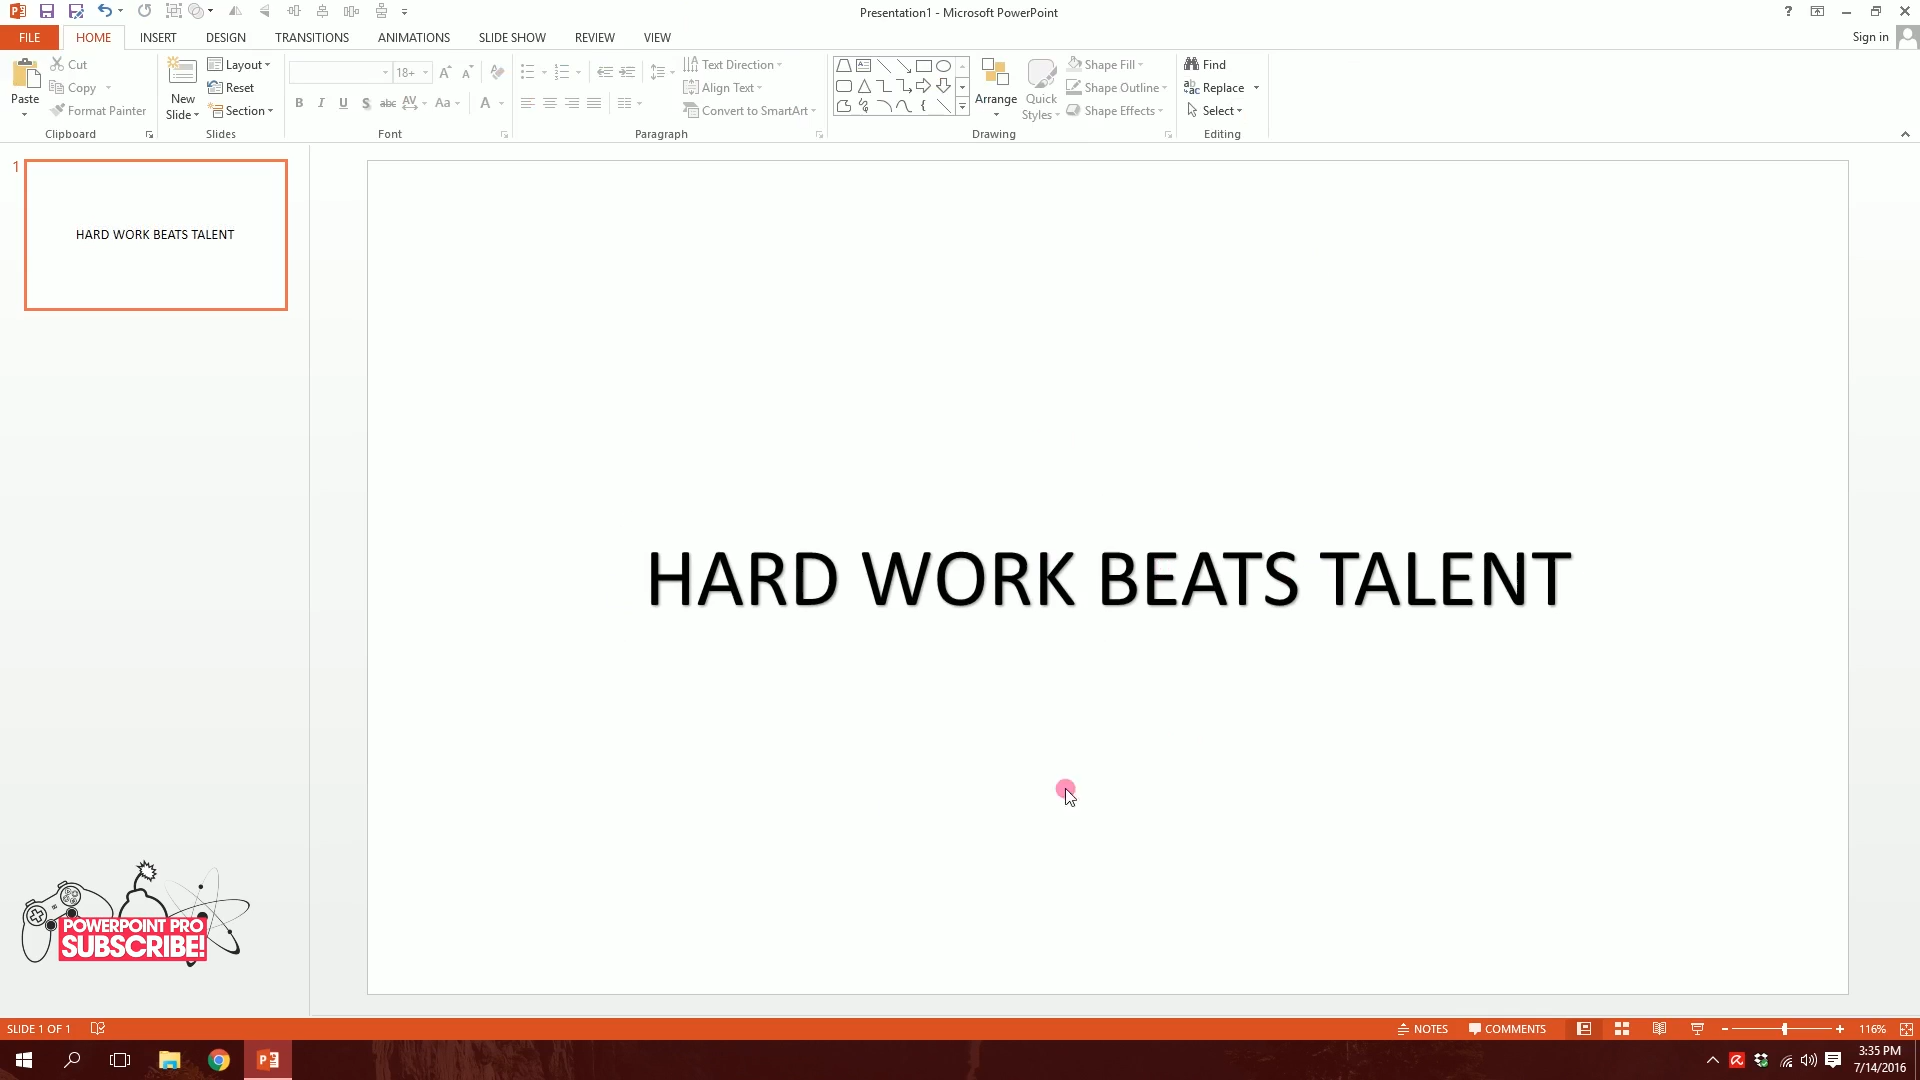 Presentation1 - Microsoft PowerPoint
?
FILE HOME INSERT DESIGN TRANSITIONS ANIMATIONS SLIDE SHOW REVIEW VIEW
Sign in
Paste
Cut
Copy
Format Painter
Clipboard
New
Slide
Layout
Reset
Section
Slides
18+
B I U S abc AV Aa A
Font
Text Direction
Align Text
Convert to SmartArt
Paragraph
Arrange
Quick
Styles
Shape Fill
Shape Outline
Shape Effects
Drawing
Find
Replace
Select
Editing
1
HARD WORK BEATS TALENT
HARD WORK BEATS TALENT
POWERPOINT PRO
SUBSCRIBE!
SLIDE 1 OF 1
NOTES
COMMENTS
116%
3:35 PM
7/14/2016